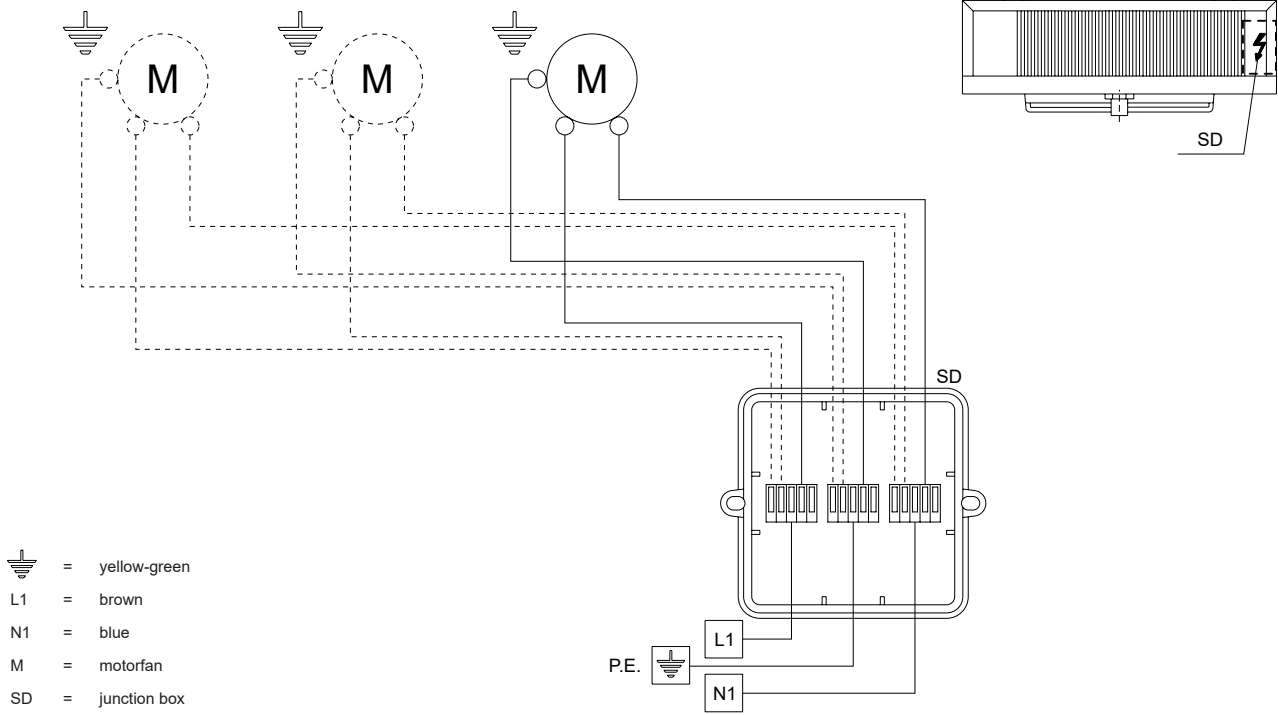 M M M
SD
SD
L1
P.E.
N1
= yellow-green
L1 = brown
N1 = blue
M = motorfan
SD = junction box